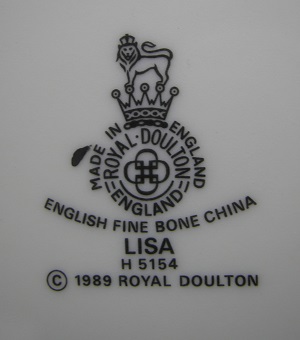 MADE IN ENGLAND
ROYAL·DOULTON
ENGLAND
ENGLISH FINE BONE CHINA
LISA
H 5154
© 1989 ROYAL DOULTON